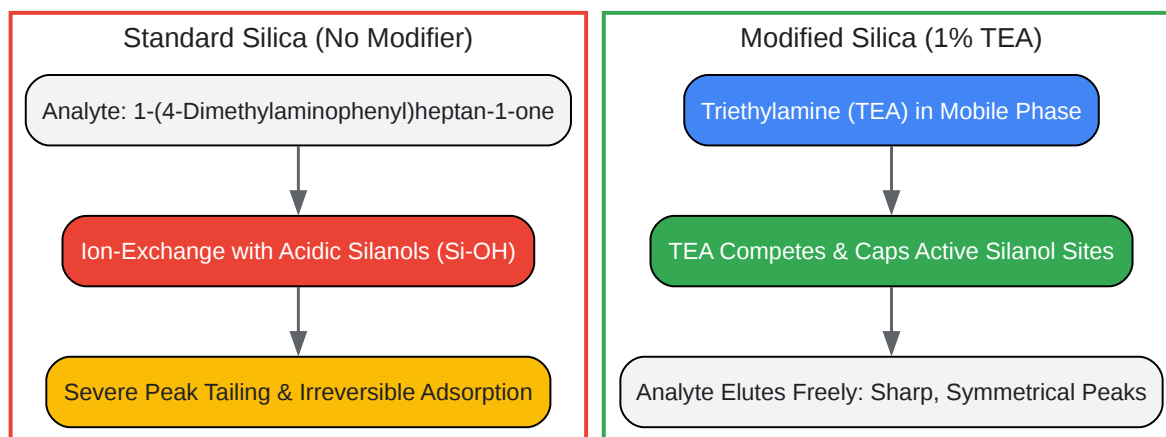 Standard Silica (No Modifier)
Analyte: 1-(4-Dimethylaminophenyl)heptan-1-one
Ion-Exchange with Acidic Silanols (Si-OH)
Severe Peak Tailing & Irreversible Adsorption
Modified Silica (1% TEA)
Triethylamine (TEA) in Mobile Phase
TEA Competes & Caps Active Silanol Sites
Analyte Elutes Freely: Sharp, Symmetrical Peaks